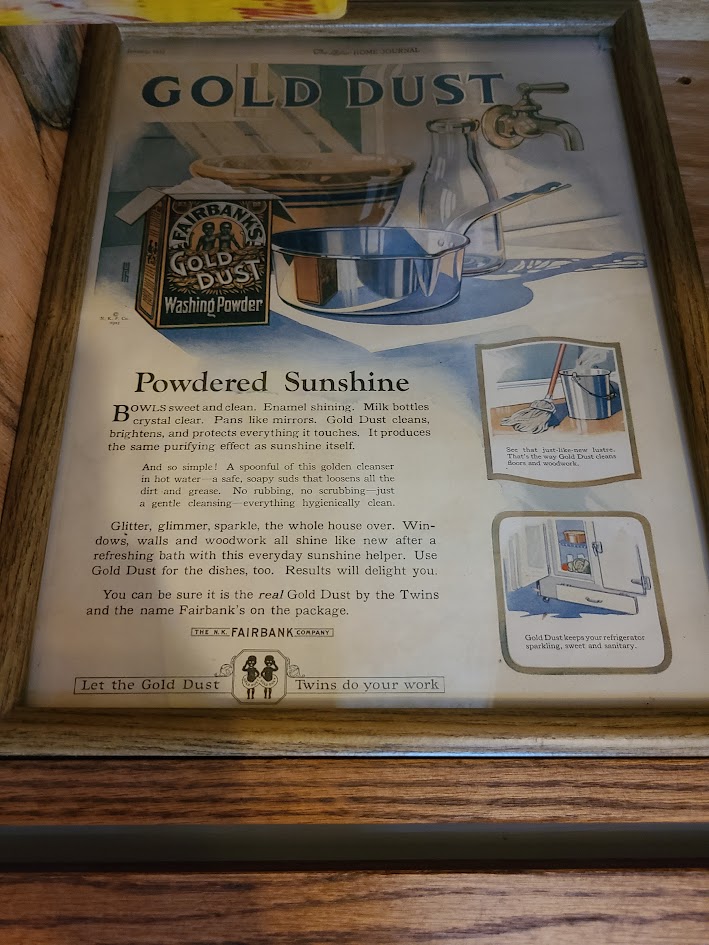 The Ladies' HOME JOURNAL
GOLD DUST
FAIRBANK'S
GOLD
DUST
Washing Powder
Powdered Sunshine
BOWLS sweet and clean. Enamel shining. Milk bottles
crystal clear. Pans like mirrors. Gold Dust cleans,
brightens, and protects everything it touches. It produces
the same purifying effect as sunshine itself.
And so simple! A spoonful of this golden cleanser
in hot water—a safe, soapy suds that loosens all the
dirt and grease. No rubbing, no scrubbing—just
a gentle cleansing—everything hygienically clean.
Glitter, glimmer, sparkle, the whole house over. Win-
dows, walls and woodwork all shine like new after a
refreshing bath with this everyday sunshine helper. Use
Gold Dust for the dishes, too. Results will delight you.
You can be sure it is the real Gold Dust by the Twins
and the name Fairbank's on the package.
THE N.K. FAIRBANK COMPANY
Let the Gold Dust Twins do your work
See that just-like-new lustre.
That's the way Gold Dust cleans
floors and woodwork.
Gold Dust keeps your refrigerator
sparkling, sweet and sanitary.